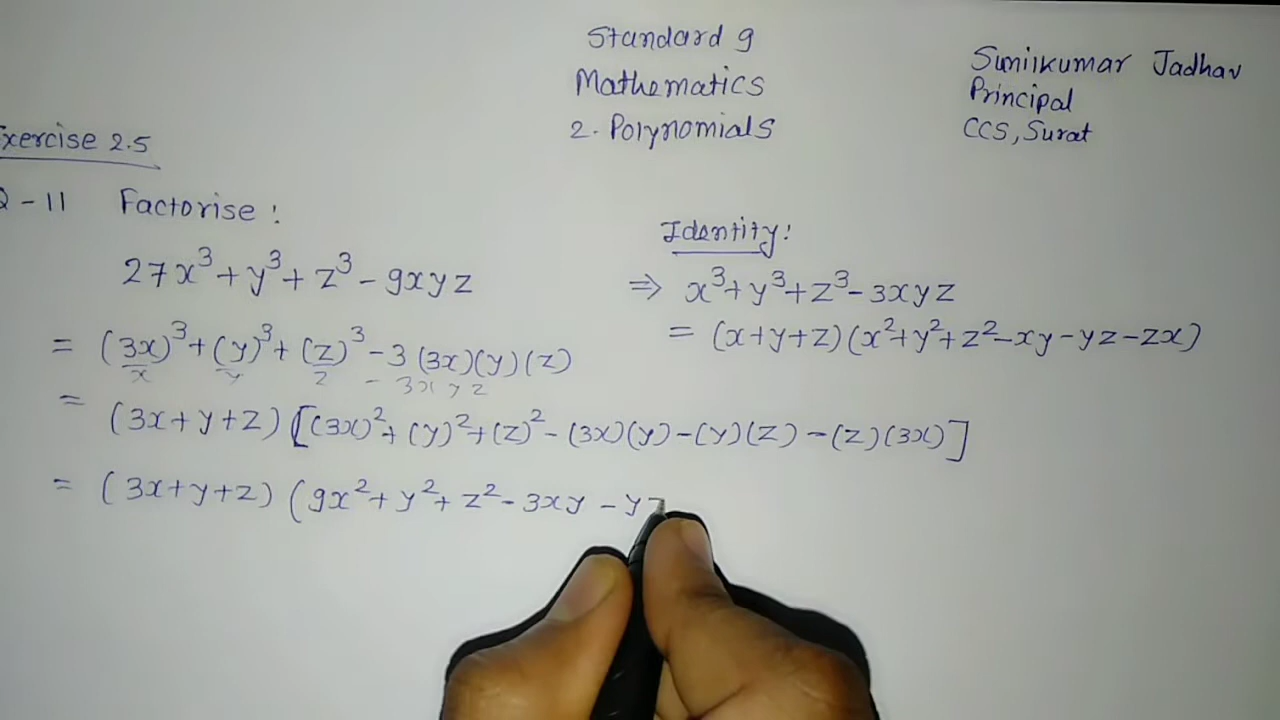 Standard 9
Mathematics
2. Polynomials
Sunilkumar Jadhav
Principal
CCS, Surat
xercise 2.5
Q-11 Factorise:
27x³ + y³ + z³ - 9xyz
= (3x)³ + (y)³ + (z)³ - 3(3x)(y)(z)
x y z - 3xyz
= (3x+y+z) [(3x)² + (y)² + (z)² - (3x)(y) - (y)(z) - (z)(3x)]
= (3x+y+z) (9x² + y² + z² - 3xy - yz
Identity:
⇒ x³ + y³ + z³ - 3xyz
= (x+y+z)(x²+y²+z²-xy-yz-zx)